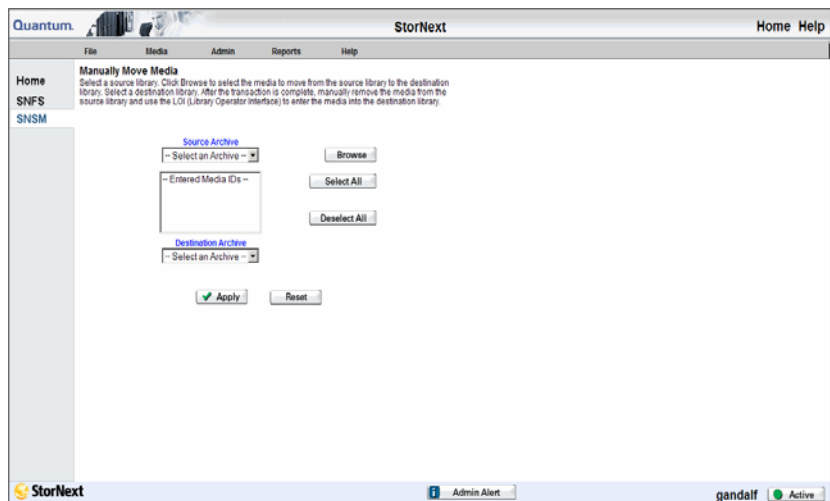 Quantum.
StorNext
Home Help
File Media Admin Reports Help
Home
SNFS
SNSM
Manually Move Media
Select a source library. Click Browse to select the media to move from the source library to the destination
library. Select a destination library. After the transaction is complete, manually remove the media from the
source library and use the LOI (Library Operator Interface) to enter the media into the destination library.
Source Archive
-- Select an Archive --
Browse
-- Entered Media IDs --
Select All
Deselect All
Destination Archive
-- Select an Archive --
Apply
Reset
StorNext
Admin Alert
gandalf
Active